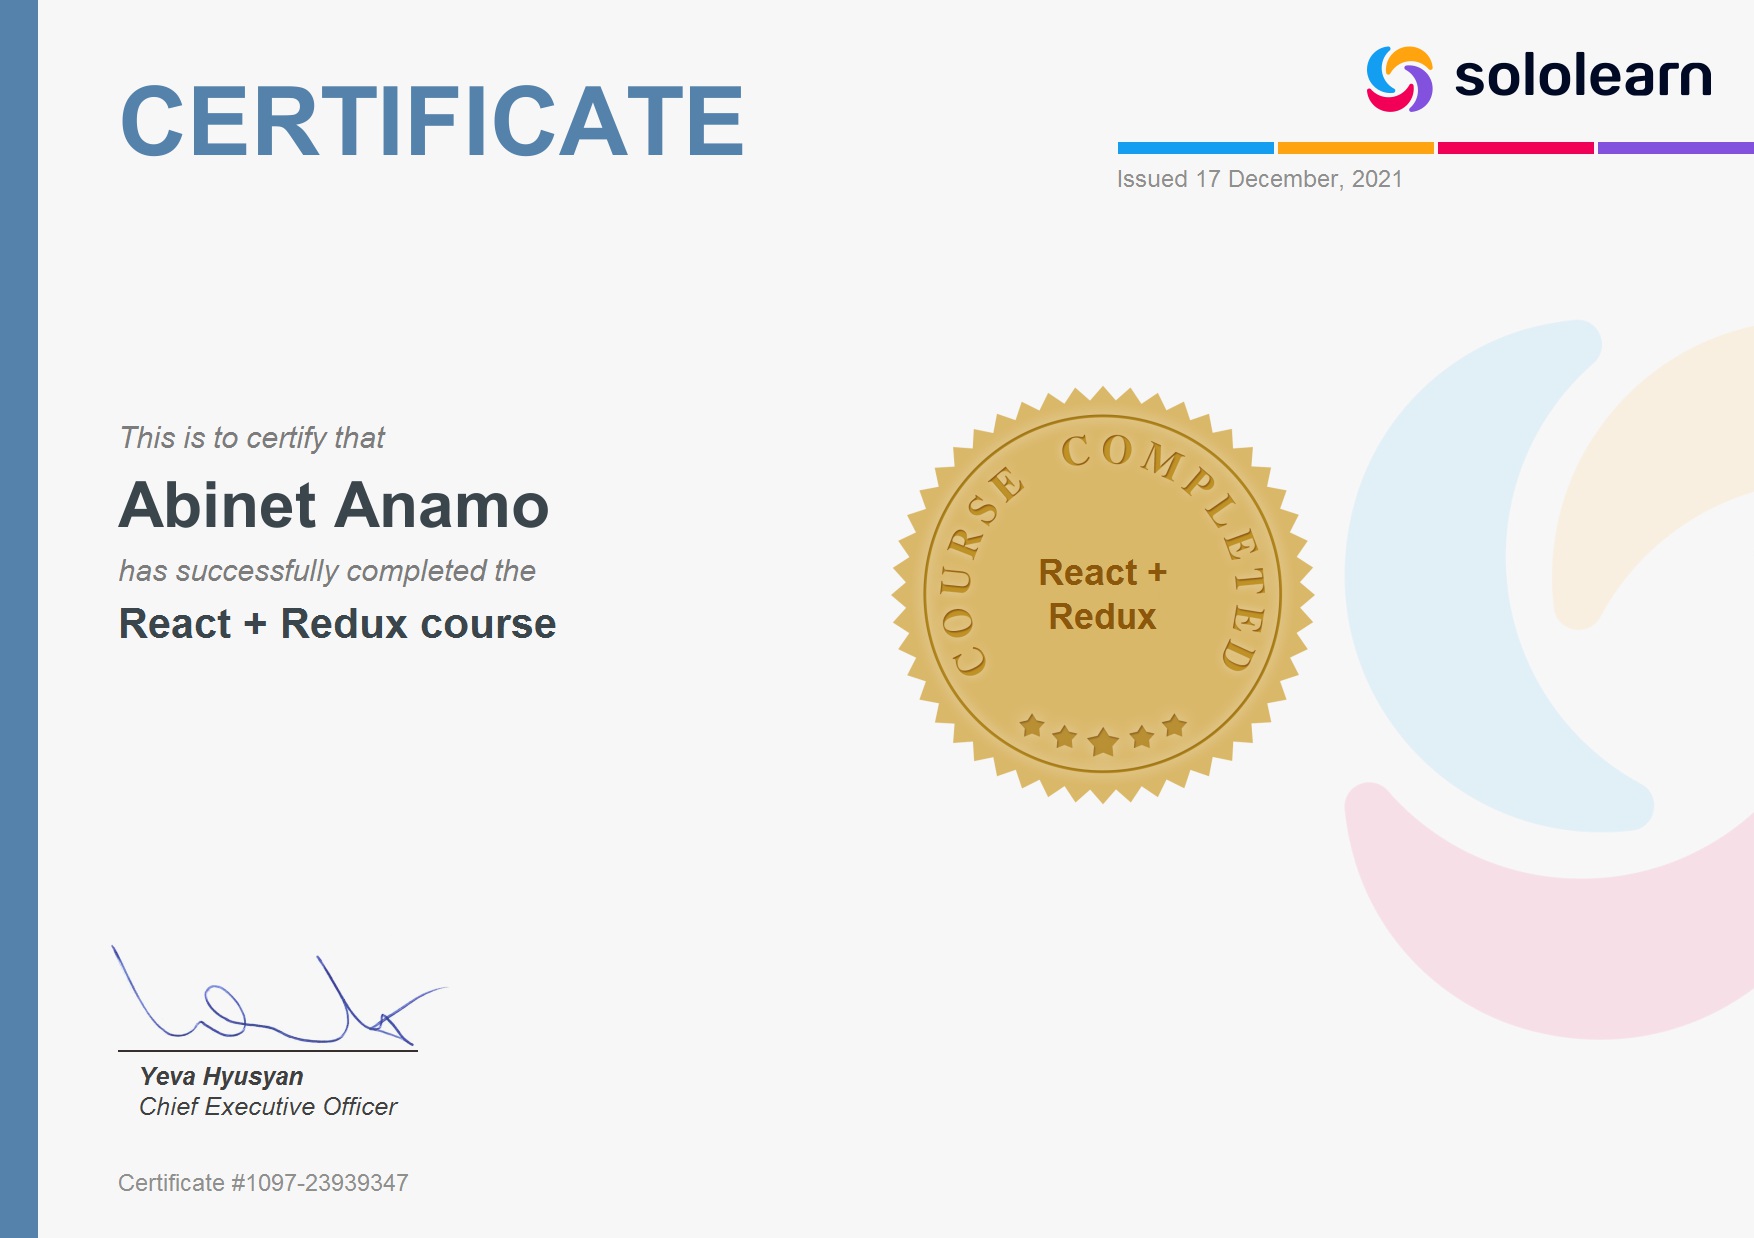 CERTIFICATE
sololearn
Issued 17 December, 2021
This is to certify that
Abinet Anamo
has successfully completed the
React + Redux course
COURSE COMPLETED
React +
Redux
Yeva Hyusyan
Chief Executive Officer
Certificate #1097-23939347